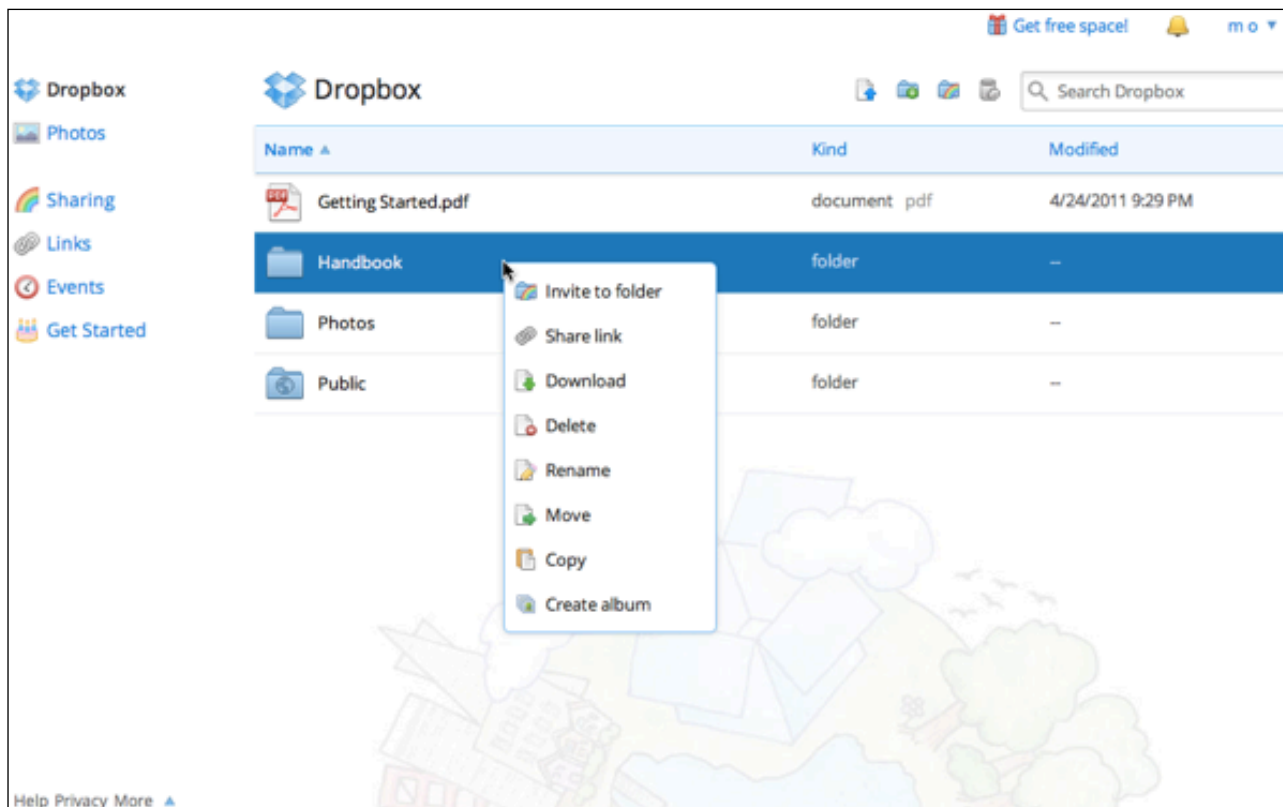 Get free space!
m o
Dropbox
Photos
Sharing
Links
Events
Get Started
Dropbox
Search Dropbox
Name Kind Modified
Getting Started.pdf document pdf 4/24/2011 9:29 PM
Handbook folder --
Photos folder --
Public folder --
Invite to folder
Share link
Download
Delete
Rename
Move
Copy
Create album
Help Privacy More